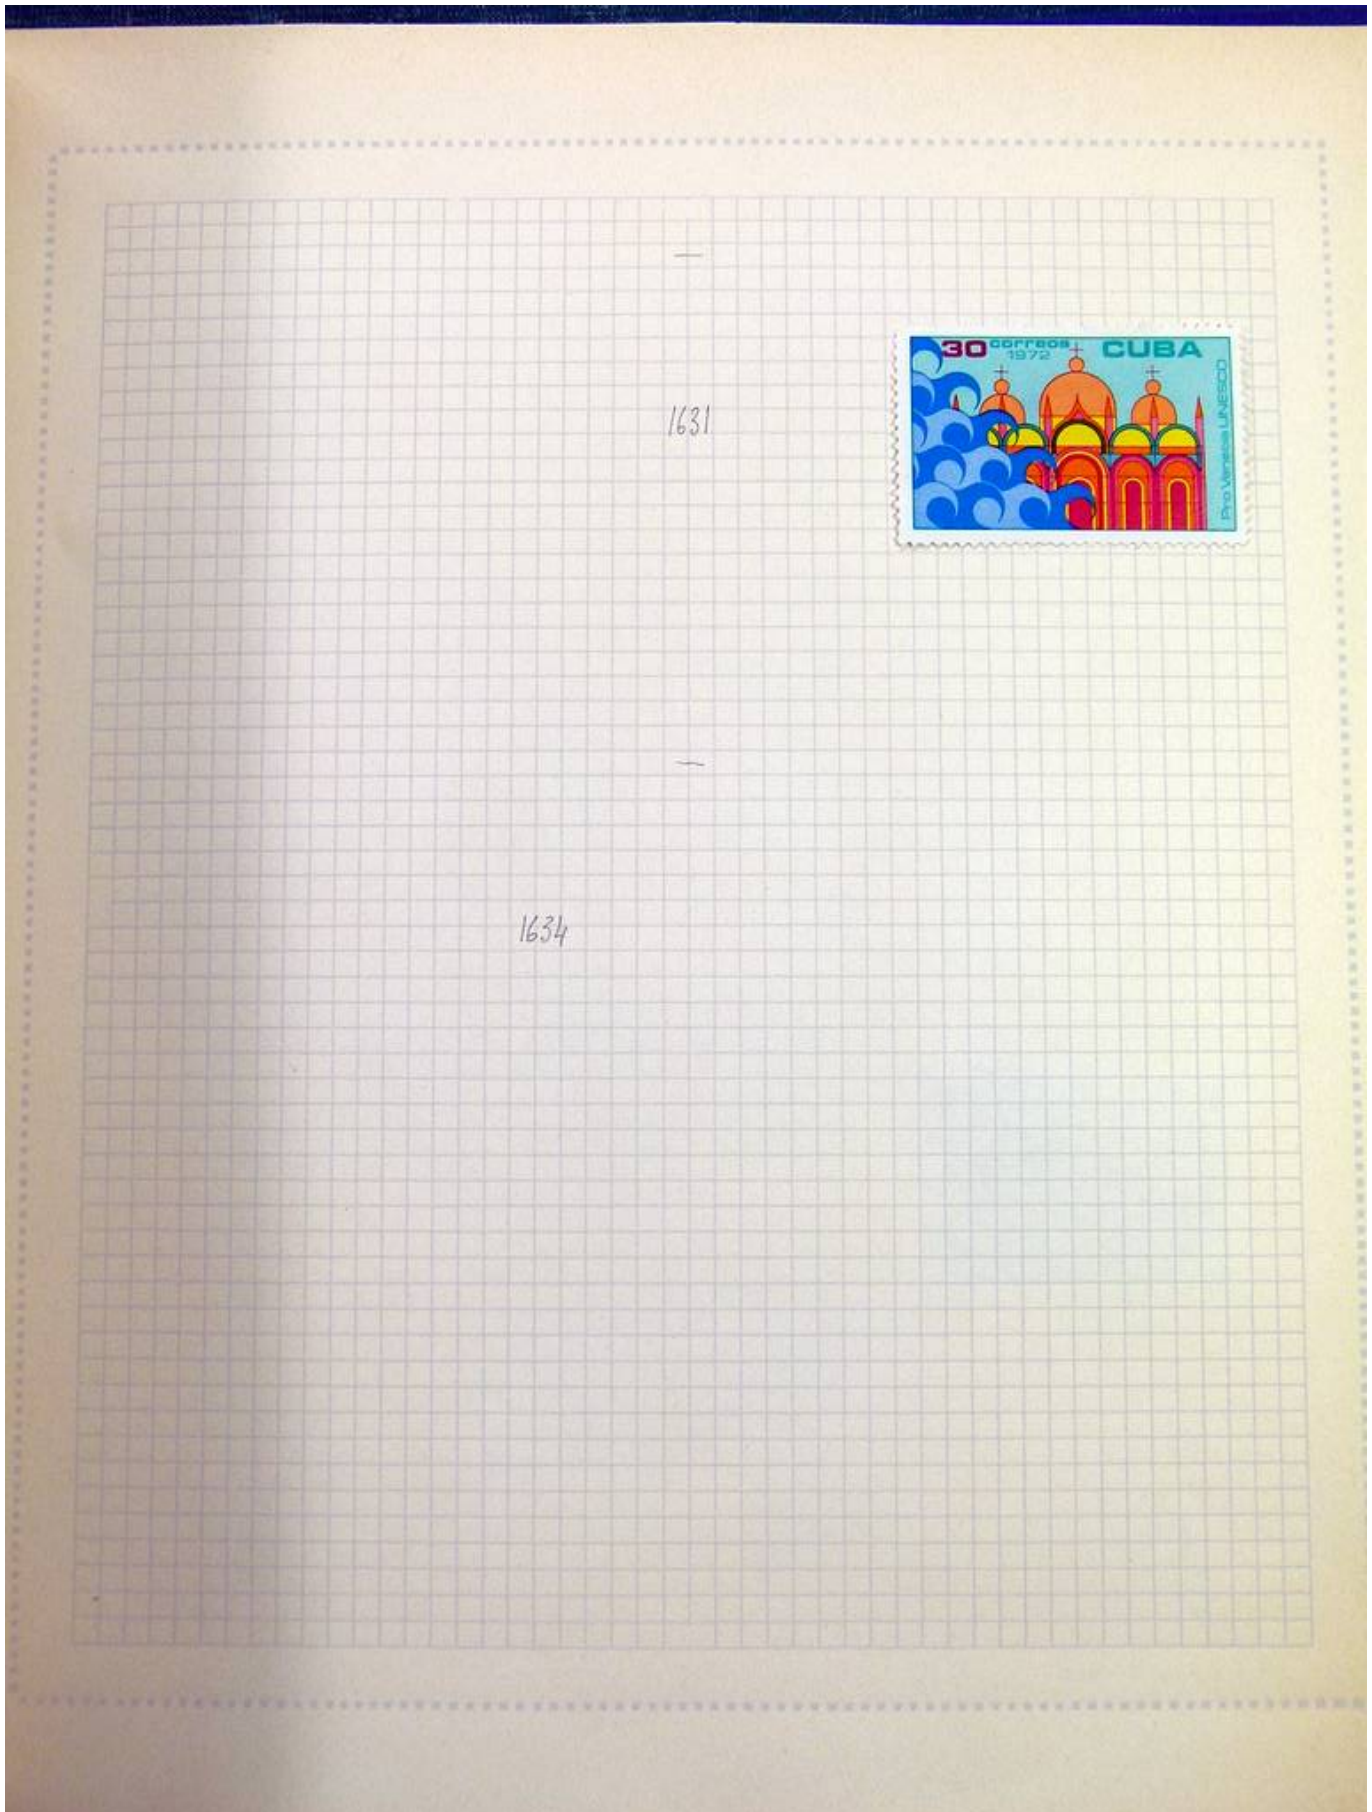 —
30 correos CUBA
1972
Pro Venecia UNESCO
1631
—
1634